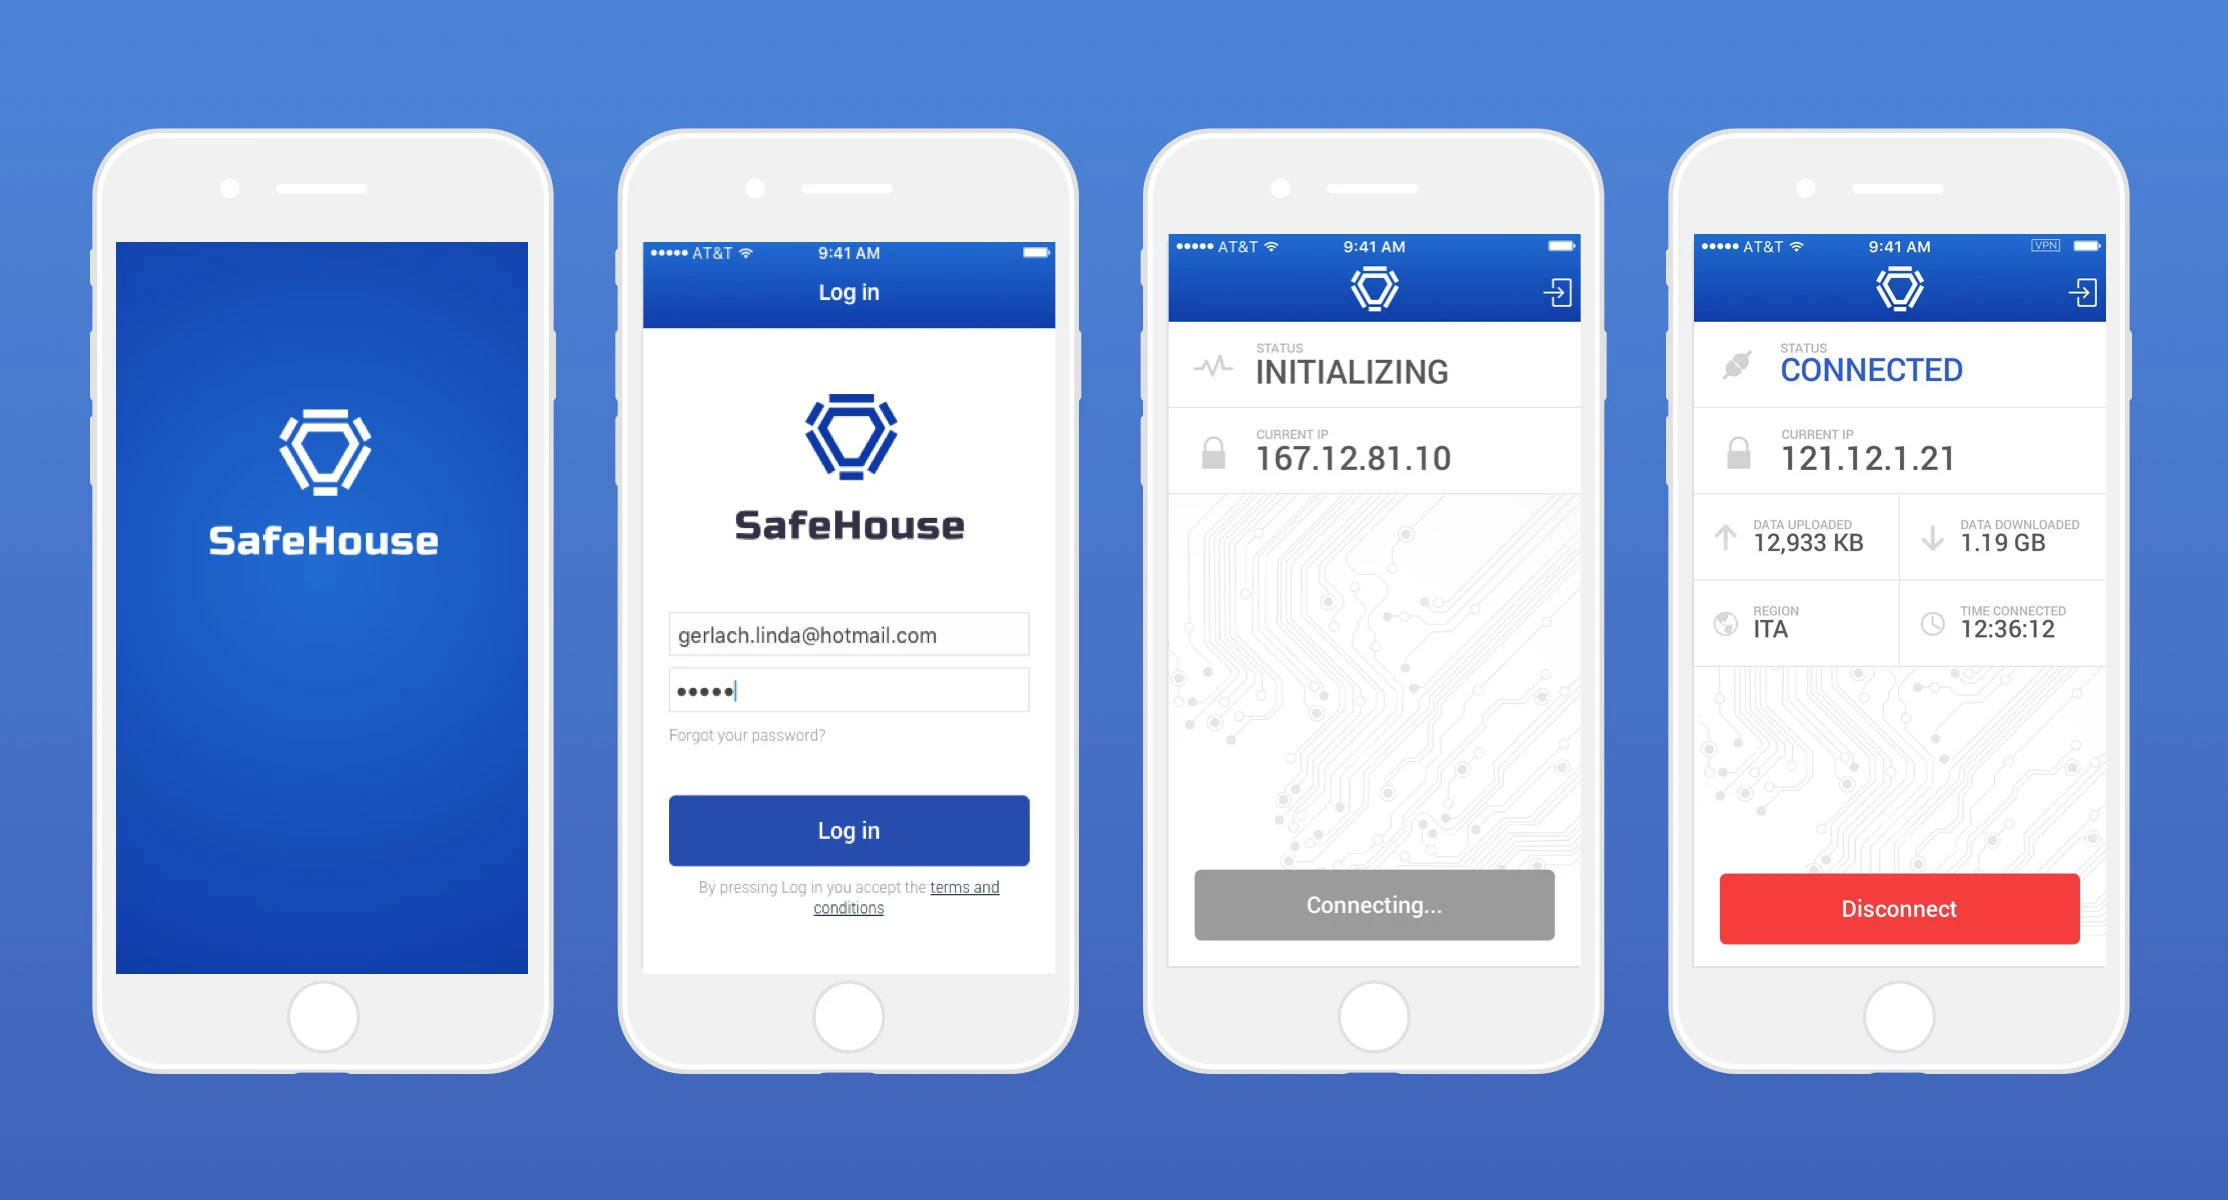 SafeHouse
AT&T 9:41 AM
Log in
SafeHouse
gerlach.linda@hotmail.com
Forgot your password?
Log in
By pressing Log in you accept the terms and
conditions
AT&T 9:41 AM
STATUS
INITIALIZING
CURRENT IP
167.12.81.10
Connecting...
AT&T 9:41 AM VPN
STATUS
CONNECTED
CURRENT IP
121.12.1.21
DATA UPLOADED
12,933 KB
DATA DOWNLOADED
1.19 GB
REGION
ITA
TIME CONNECTED
12:36:12
Disconnect